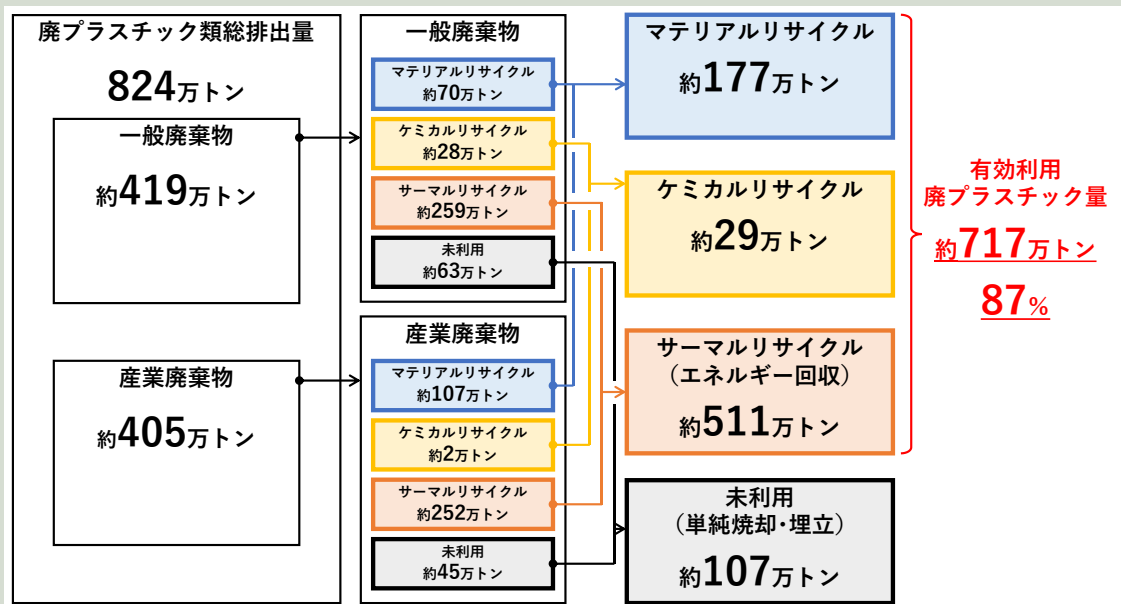 廃プラスチック類総排出量
824万トン
一般廃棄物
約419万トン
産業廃棄物
約405万トン
一般廃棄物
マテリアルリサイクル
約70万トン
ケミカルリサイクル
約28万トン
サーマルリサイクル
約259万トン
未利用
約63万トン
産業廃棄物
マテリアルリサイクル
約107万トン
ケミカルリサイクル
約2万トン
サーマルリサイクル
約252万トン
未利用
約45万トン
マテリアルリサイクル
約177万トン
ケミカルリサイクル
約29万トン
サーマルリサイクル
（エネルギー回収）
約511万トン
未利用
（単純焼却・埋立）
約107万トン
有効利用
廃プラスチック量
約717万トン
87%